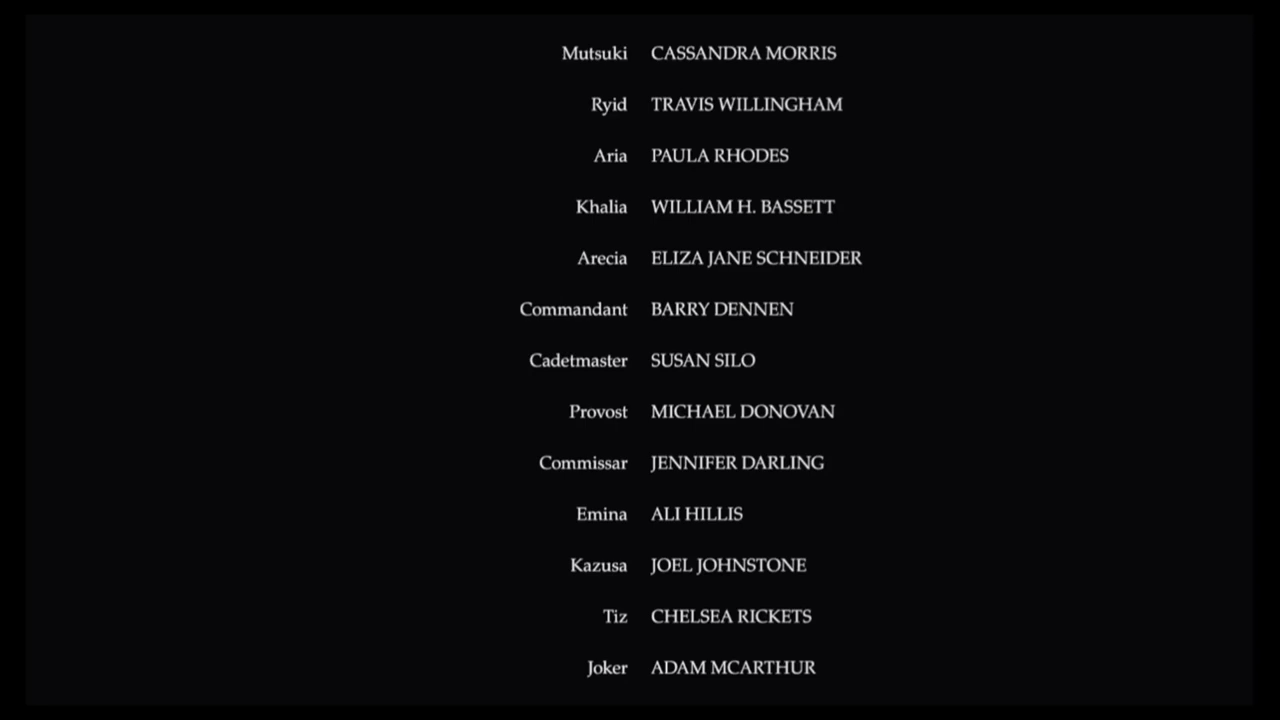 Mutsuki CASSANDRA MORRIS
Ryid TRAVIS WILLINGHAM
Aria PAULA RHODES
Khalia WILLIAM H. BASSETT
Arecia ELIZA JANE SCHNEIDER
Commandant BARRY DENNEN
Cadetmaster SUSAN SILO
Provost MICHAEL DONOVAN
Commissar JENNIFER DARLING
Emina ALI HILLIS
Kazusa JOEL JOHNSTONE
Tiz CHELSEA RICKETS
Joker ADAM MCARTHUR